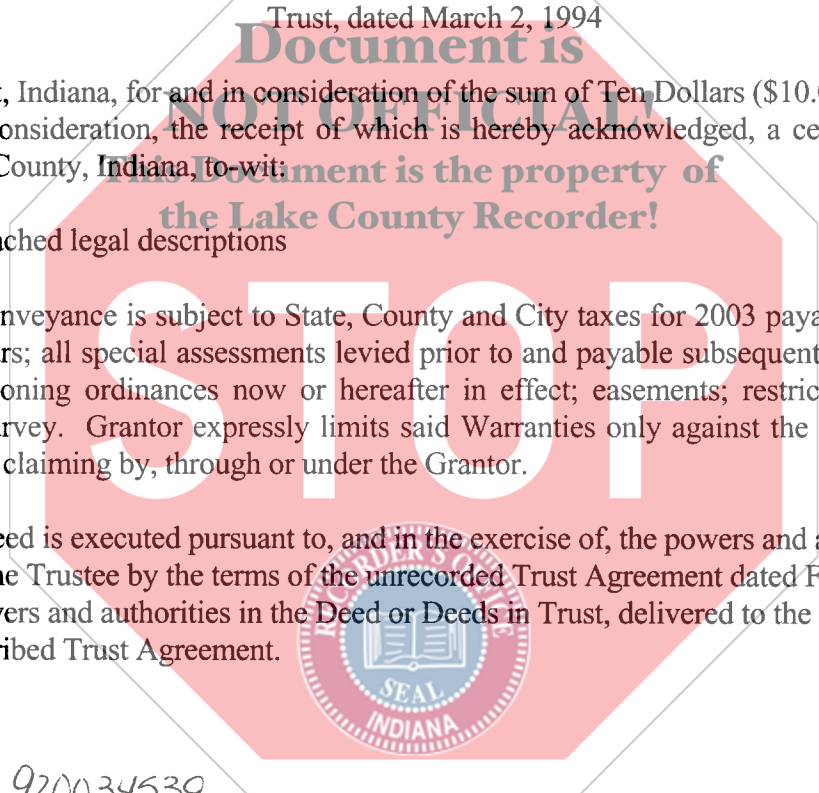 Trust, dated March 2, 1994
Document is
t, Indiana, for and in consideration of the sum of Ten Dollars ($10.
NOT OFFICIAL!
onsideration, the receipt of which is hereby acknowledged, a ce
County, Indiana, to-wit:
This Document is the property of
the Lake County Recorder!
ched legal descriptions
STOP
nveyance is subject to State, County and City taxes for 2003 paya
rs; all special assessments levied prior to and payable subsequent
oning ordinances now or hereafter in effect; easements; restric
rvey. Grantor expressly limits said Warranties only against the
claiming by, through or under the Grantor.
eed is executed pursuant to, and in the exercise of, the powers and a
ne Trustee by the terms of the unrecorded Trust Agreement dated F
vers and authorities in the Deed or Deeds in Trust, delivered to the
ribed Trust Agreement.
RECORDER'S OFFICE
SEAL
INDIANA
920034539